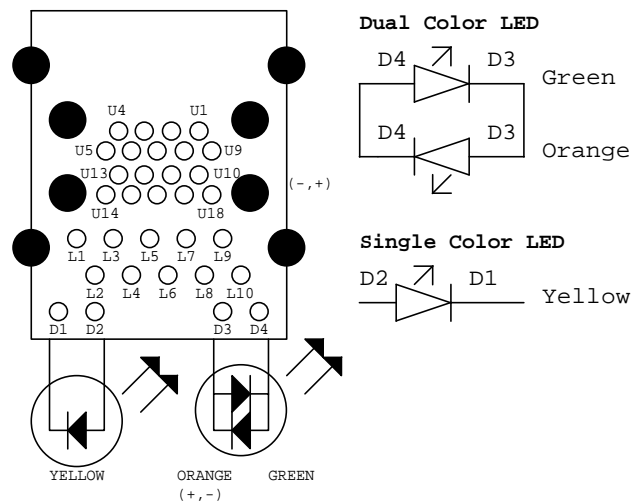 Dual Color LED
D4 D3 Green
D4 D3 Orange
U4 U1
U5 U9
U13 U10
(-,+)
U14 U18
L1 L3 L5 L7 L9
L2 L4 L6 L8 L10
D1 D2 D3 D4
Single Color LED
D2 D1 Yellow
YELLOW ORANGE GREEN
(+,-)